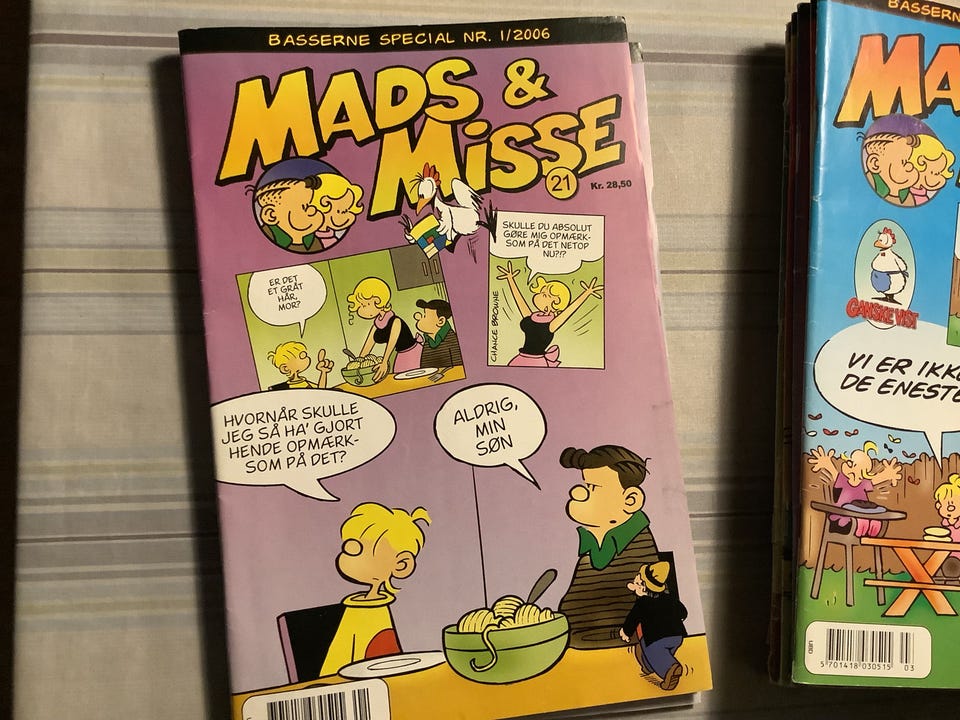 BASSERNE SPECIAL NR. 1/2006
MADS &
MISSE
21
Kr. 28,50
ER DET
ET GRÅT
HÅR,
MOR?
SKULLE DU ABSOLUT
GØRE MIG OPMÆRK-
SOM PÅ DET NETOP
NU?!?
CHANCE BROWNE
HVORNÅR SKULLE
JEG SÅ HA' GJORT
HENDE OPMÆRK-
SOM PÅ DET?
ALDRIG,
MIN
SØN
BASSERN
MA
GANSKE VIST
VI ER IKK
DE ENESTE
5 701418 030515 03